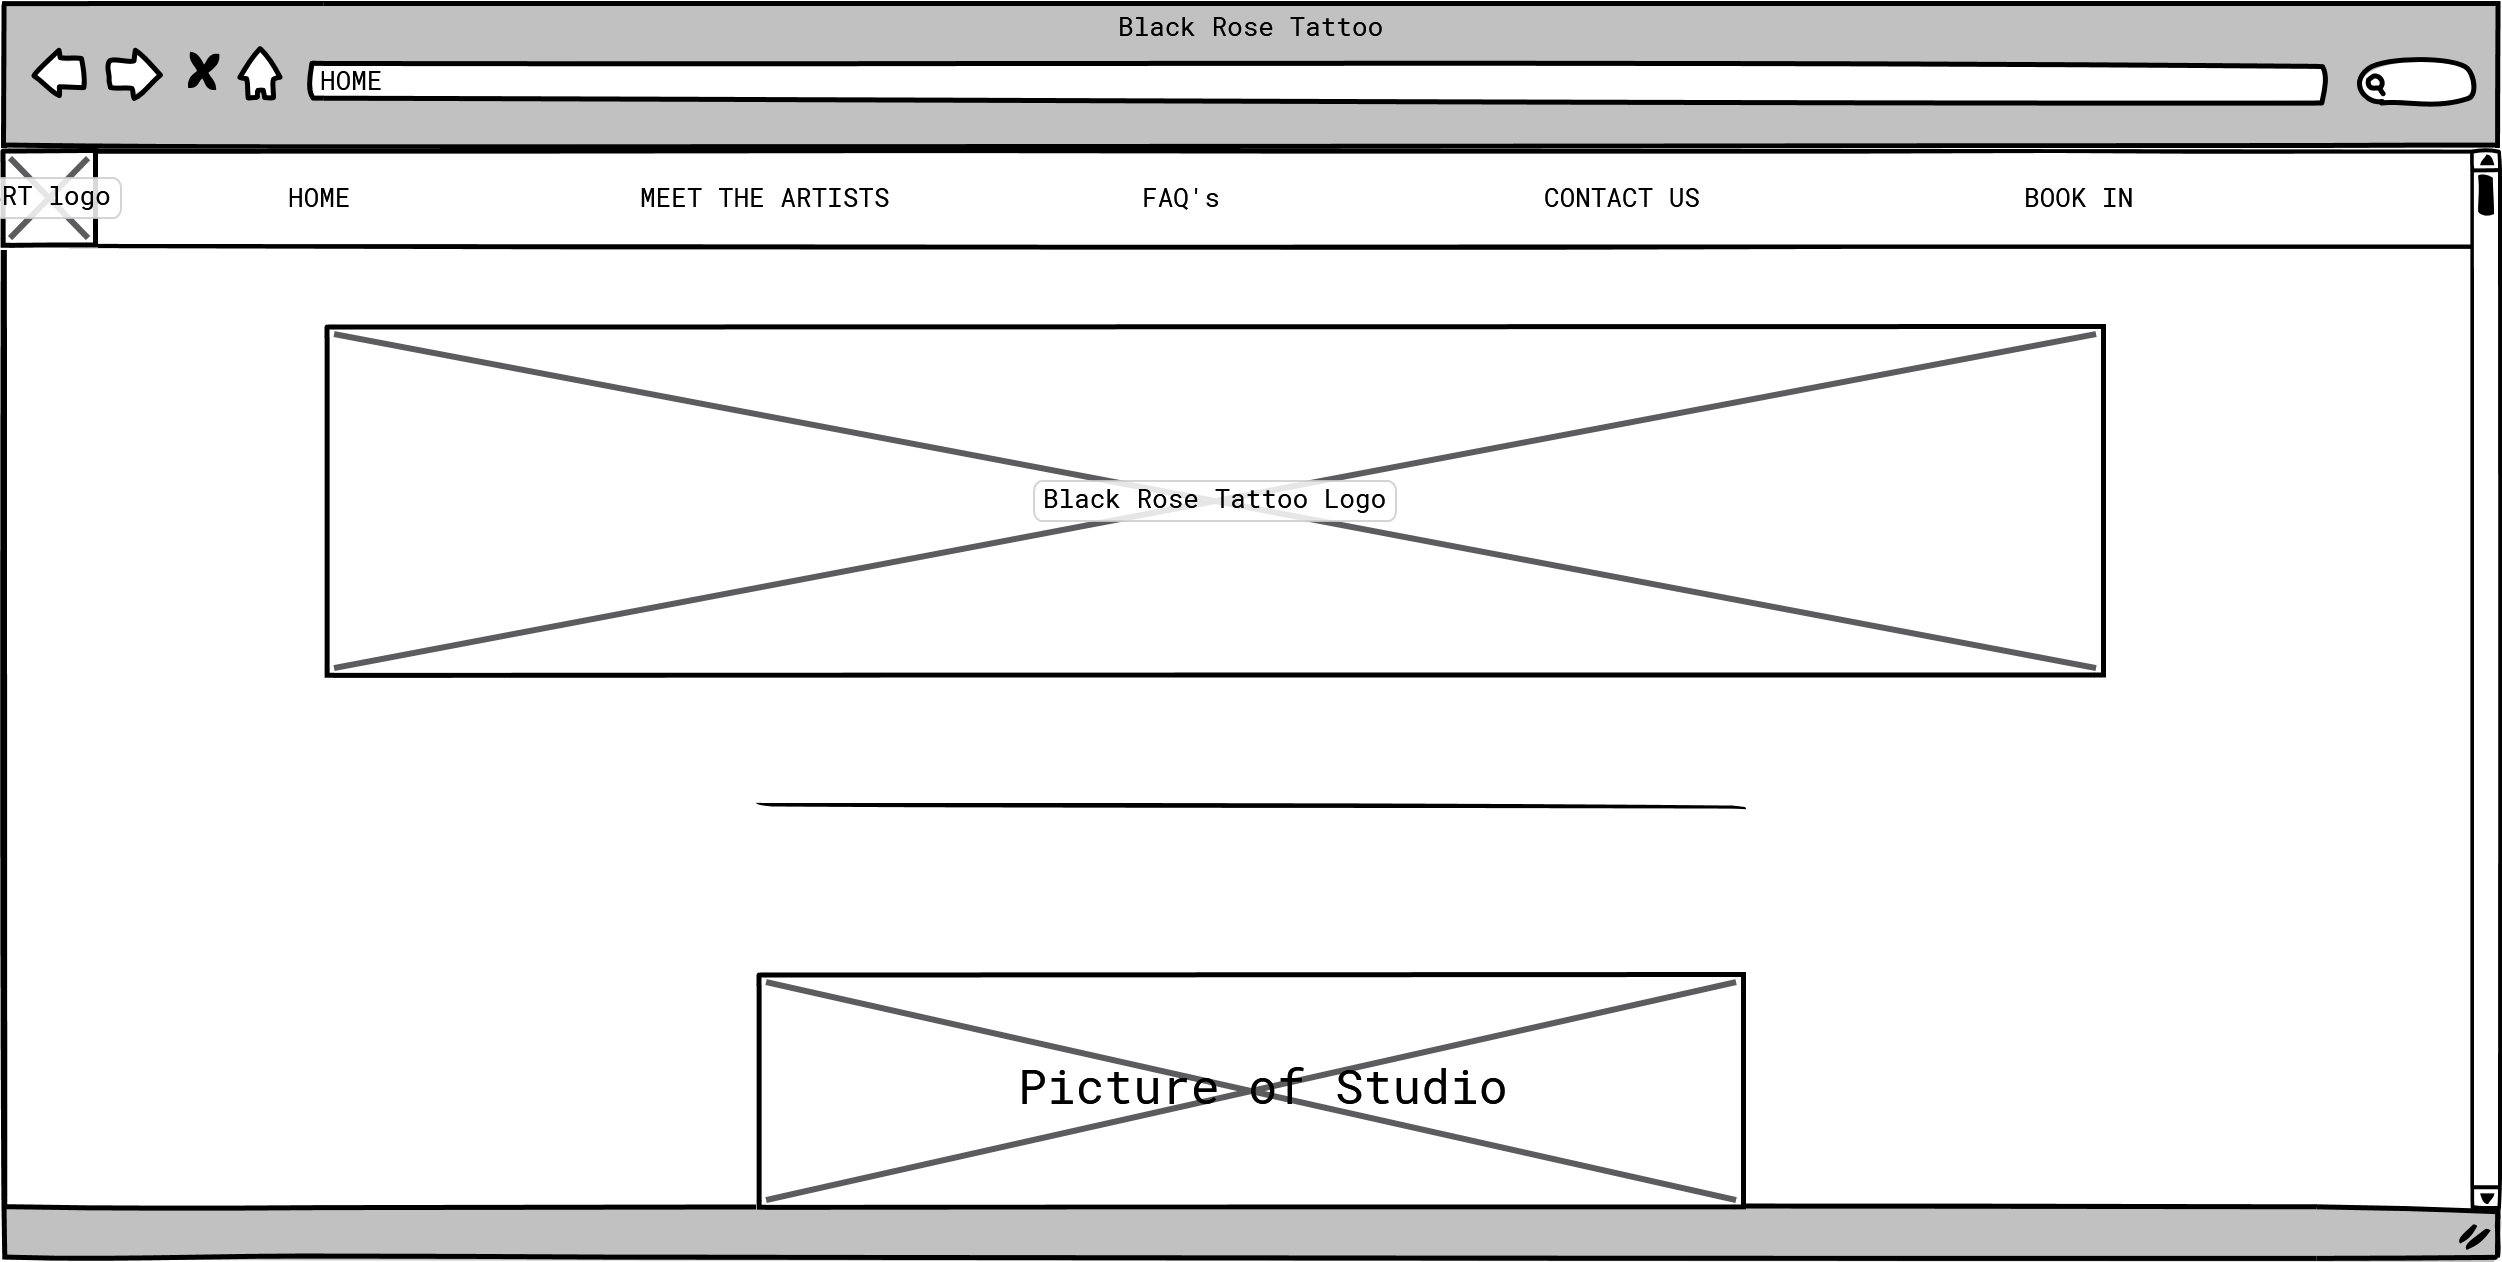 Black Rose Tattoo
HOME
RT logo
HOME
MEET THE ARTISTS
FAQ's
CONTACT US
BOOK IN
Black Rose Tattoo Logo
Picture of Studio